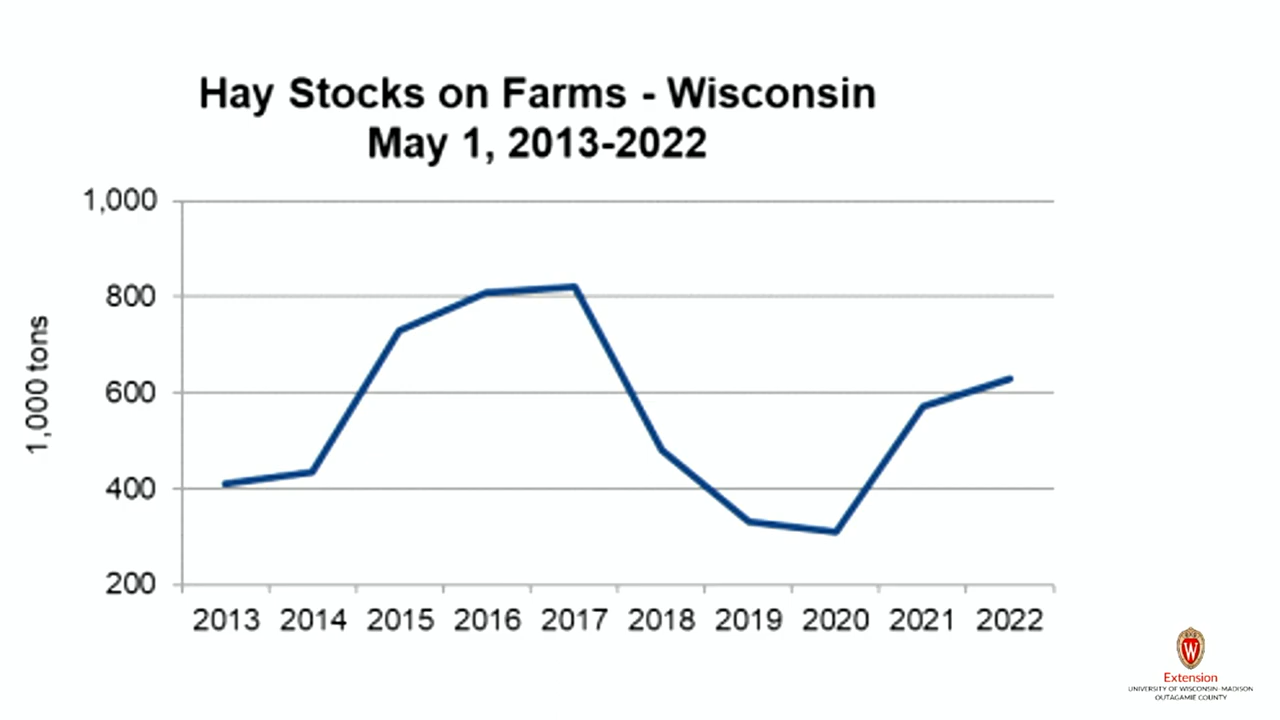 Hay Stocks on Farms - Wisconsin
May 1, 2013-2022
1,000 tons
1,000
800
600
400
200
2013 2014 2015 2016 2017 2018 2019 2020 2021 2022
W
Extension
UNIVERSITY OF WISCONSIN-MADISON
OUTAGAMIE COUNTY